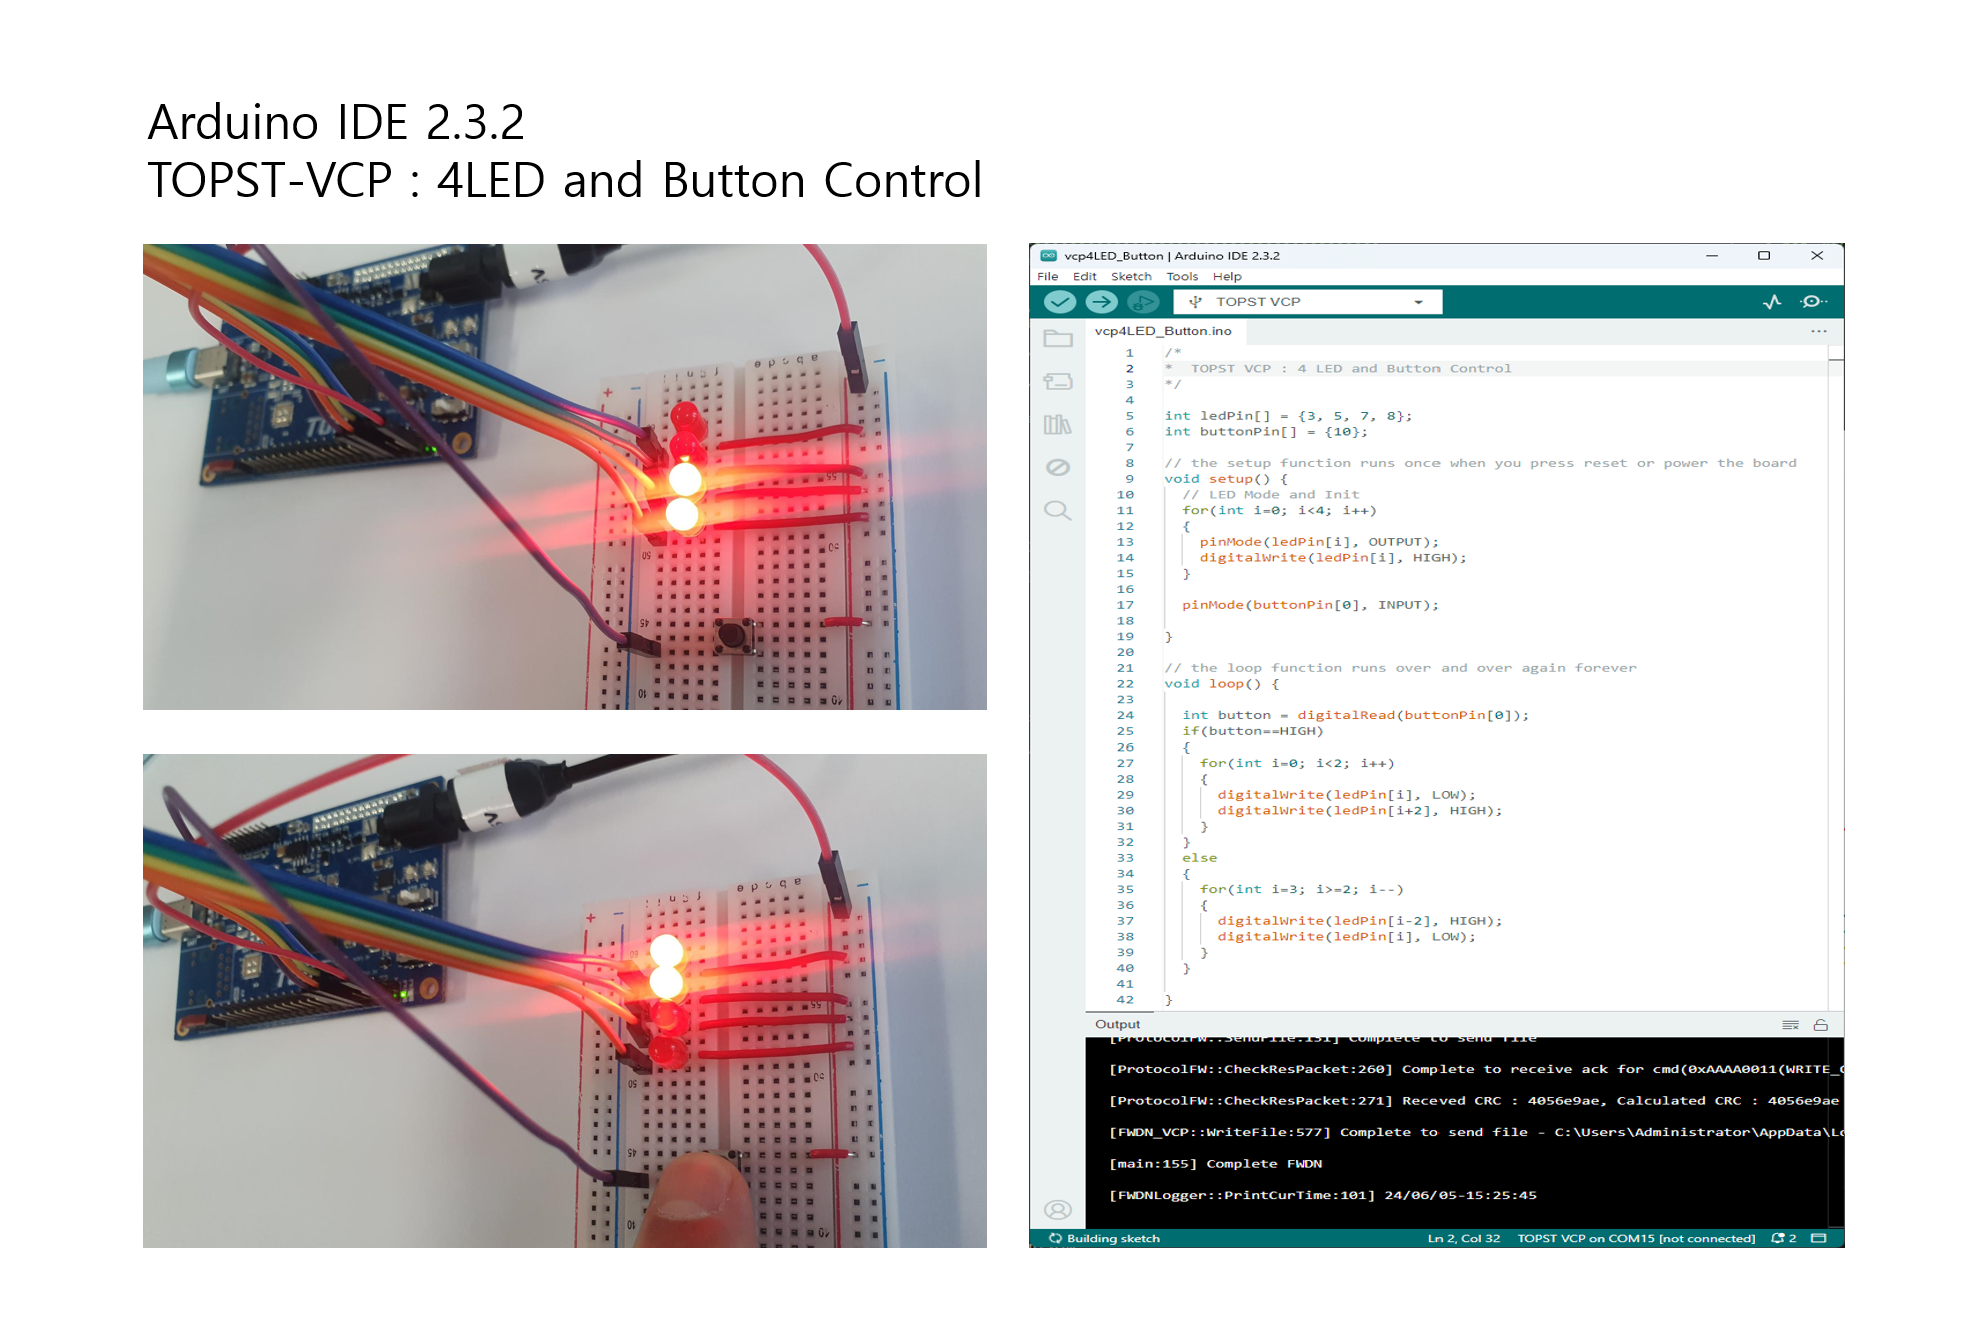 Arduino IDE 2.3.2
TOPST-VCP : 4LED and Button Control
vcp4LED_Button | Arduino IDE 2.3.2
File Edit Sketch Tools Help
TOPST VCP
vcp4LED_Button.ino
1 /*
2 *  TOPST VCP : 4 LED and Button Control
3 */
4
5 int ledPin[] = {3, 5, 7, 8};
6 int buttonPin[] = {10};
7
8 // the setup function runs once when you press reset or power the board
9 void setup() {
10   // LED Mode and Init
11   for(int i=0; i<4; i++)
12   {
13     pinMode(ledPin[i], OUTPUT);
14     digitalWrite(ledPin[i], HIGH);
15   }
16
17   pinMode(buttonPin[0], INPUT);
18
19 }
20
21 // the loop function runs over and over again forever
22 void loop() {
23
24   int button = digitalRead(buttonPin[0]);
25   if(button==HIGH)
26   {
27     for(int i=0; i<2; i++)
28     {
29       digitalWrite(ledPin[i], LOW);
30       digitalWrite(ledPin[i+2], HIGH);
31     }
32   }
33   else
34   {
35     for(int i=3; i>=2; i--)
36     {
37       digitalWrite(ledPin[i-2], HIGH);
38       digitalWrite(ledPin[i], LOW);
39     }
40   }
41
42 }
Output
[ProtocolFW::SendFile:151] Complete to send file
[ProtocolFW::CheckResPacket:260] Complete to receive ack for cmd(0xAAAA0011(WRITE_
[ProtocolFW::CheckResPacket:271] Receved CRC : 4056e9ae, Calculated CRC : 4056e9ae
[FWDN_VCP::WriteFile:577] Complete to send file - C:\Users\Administrator\AppData\
[main:155] Complete FWDN
[FWDNLogger::PrintCurTime:101] 24/06/05-15:25:45
Building sketch
Ln 2, Col 32 TOPST VCP on COM15 [not connected] 2